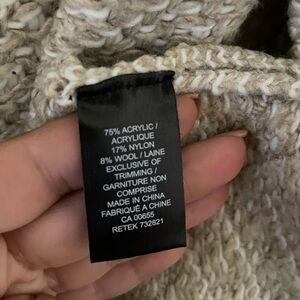 75% ACRYLIC /
ACRYLIQUE
17% NYLON
8% WOOL / LAINE
EXCLUSIVE OF
TRIMMING /
GARNITURE NON
COMPRISE
MADE IN CHINA
FABRIQUÉ A CHINE
CA 00655
RETEK 732821